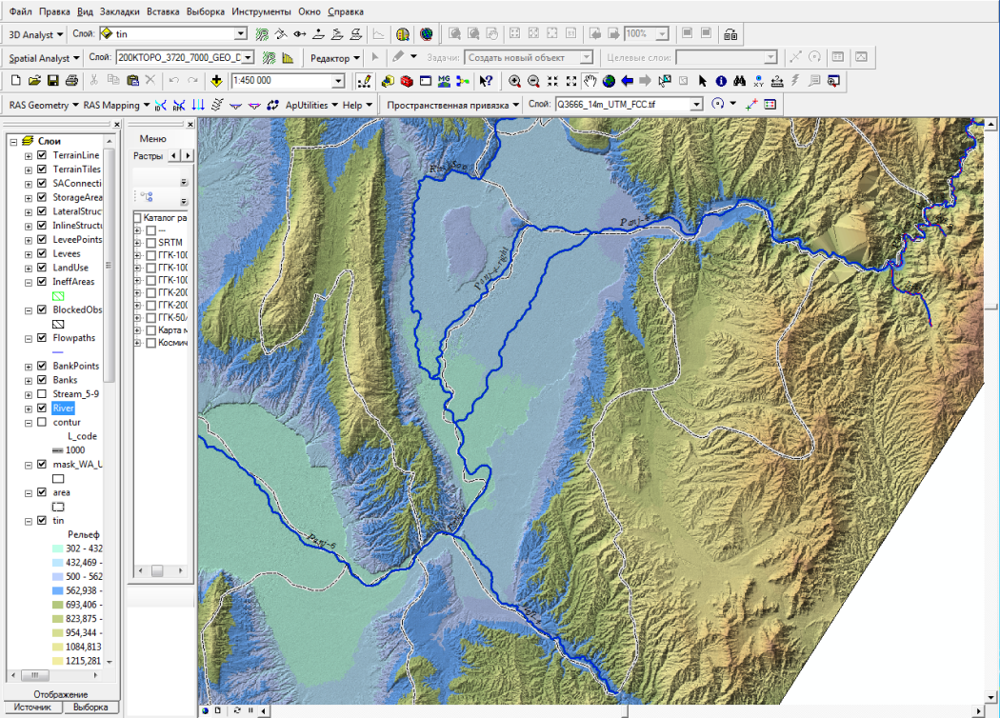 Файл Правка Вид Закладки Вставка Выборка Инструменты Окно Справка
3D Analyst Слой: tin 100%
Spatial Analyst Слой: 200KTOPO_3720_7000_GEO_D Редактор Задачи: Создать новый объект Целевые слои:
1:450 000 MG
RAS Geometry RAS Mapping ApUtilities Help Пространственная привязка Слой: Q3666_14m_UTM_FCC.tif
Слои
TerrainLine
TerrainTiles
SAConnecti
StorageArea
LateralStruc
InlineStructu
LeveePoints
Levees
LandUse
IneffAreas
BlockedObs
Flowpaths
BankPoints
Banks
Stream_5-9
River
contur
L_code
1000
mask_WA_U
area
tin
Рельеф
302 - 432
432,469 -
500 - 562
562,938 -
693,406 -
823,875 -
954,344 -
1084,813
1215,281
Отображение
Источник Выборка
Меню
Растры
Каталог ра
---
SRTM
ГГК-100
ГГК-100
ГГК-100
ГГК-200
ГГК-200
ГГК-50/
Карта м
Космич
Panj-4-right
Panj-6